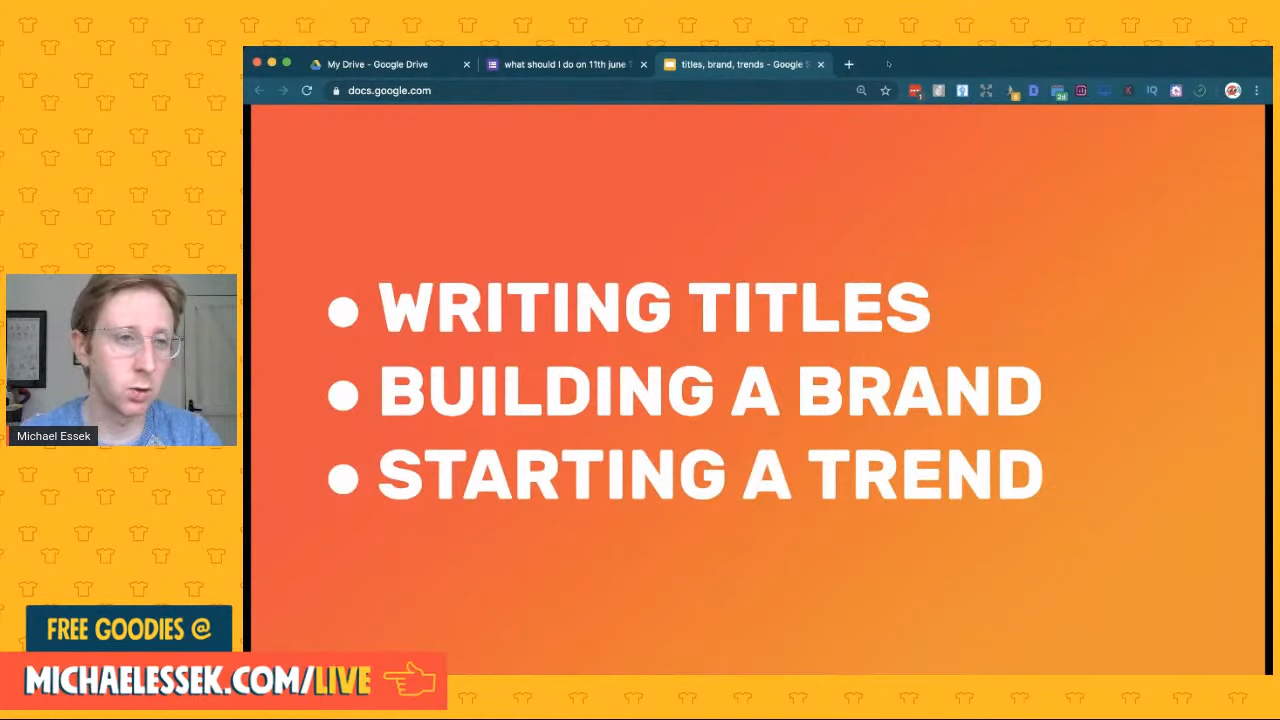 My Drive - Google Drive
what should I do on 11th june
titles, brand, trends - Google S
docs.google.com
• WRITING TITLES
• BUILDING A BRAND
• STARTING A TREND
Michael Essek
FREE GOODIES @
MICHAELESSEK.COM/LIVE